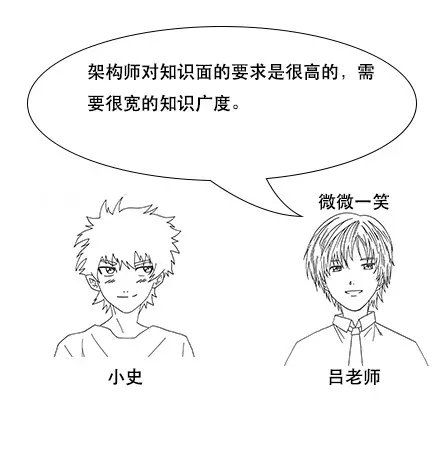 架构师对知识面的要求是很高的，需
要很宽的知识广度。
微微一笑
小史
吕老师